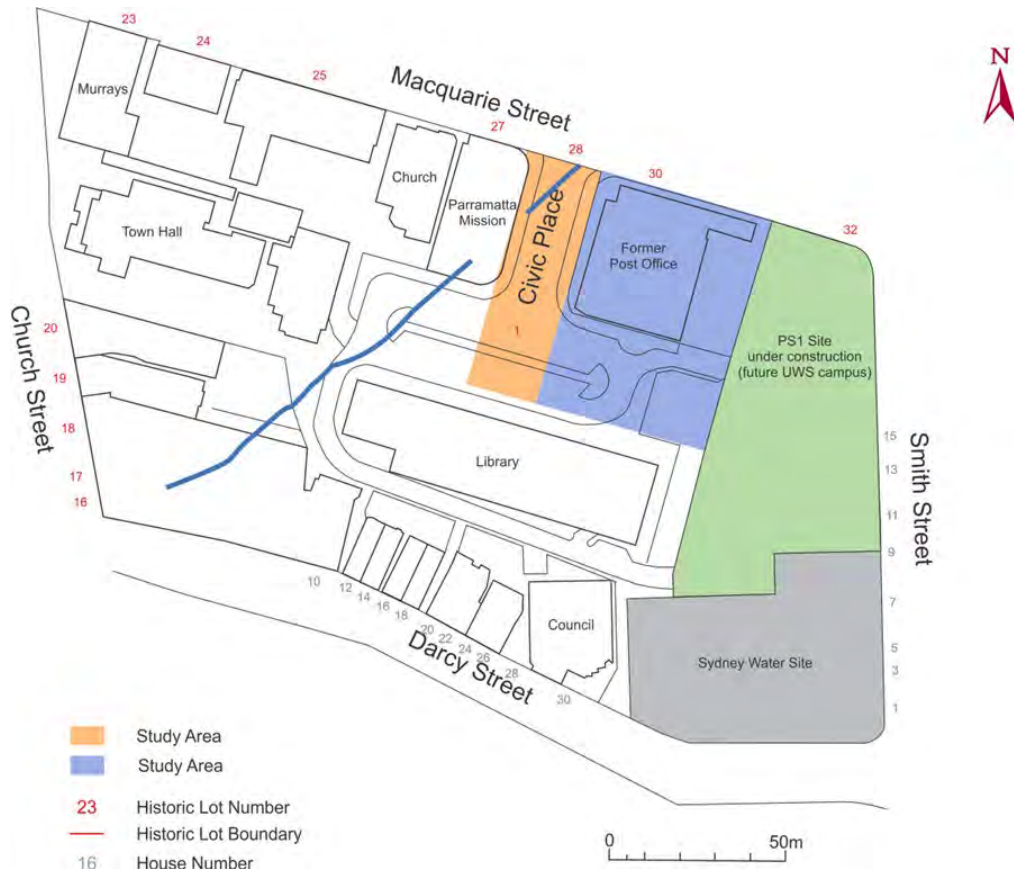 23
24
25
Macquarie Street
27
28
30
32
N
Murrays
Church
Parramatta
Mission
Civic Place
1
Former
Post Office
Town Hall
PS1 Site
under construction
(future UWS campus)
Church Street
20
19
18
17
16
Library
Smith Street
15
13
11
9
7
5
3
1
10
12
14
16
18
20
22
24
26
28
30
Darcy Street
Council
Sydney Water Site
Study Area
Study Area
23 Historic Lot Number
Historic Lot Boundary
16 House Number
0 50m